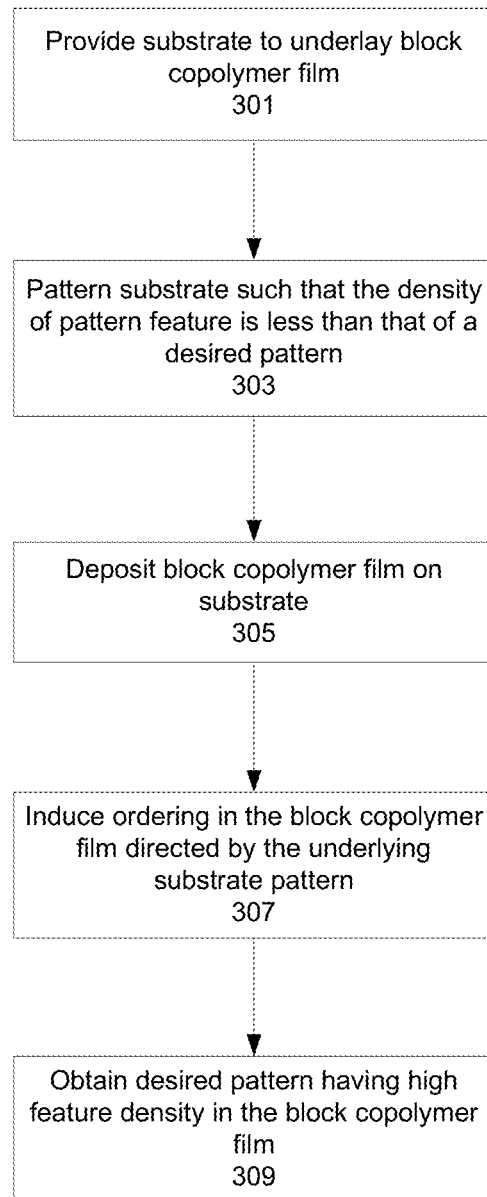 Provide substrate to underlay block
copolymer film
301
Pattern substrate such that the density
of pattern feature is less than that of a
desired pattern
303
Deposit block copolymer film on
substrate
305
Induce ordering in the block copolymer
film directed by the underlying
substrate pattern
307
Obtain desired pattern having high
feature density in the block copolymer
film
309